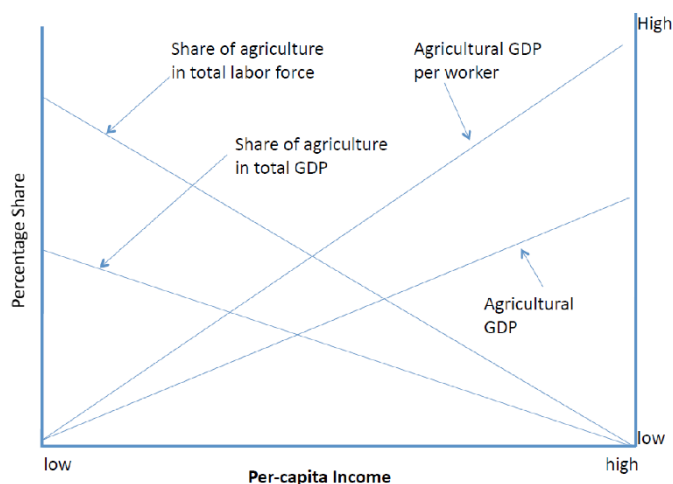 High
Share of agriculture
in total labor force
Agricultural GDP
per worker
Share of agriculture
in total GDP
Percentage Share
Agricultural
GDP
low
low
Per-capita Income
high